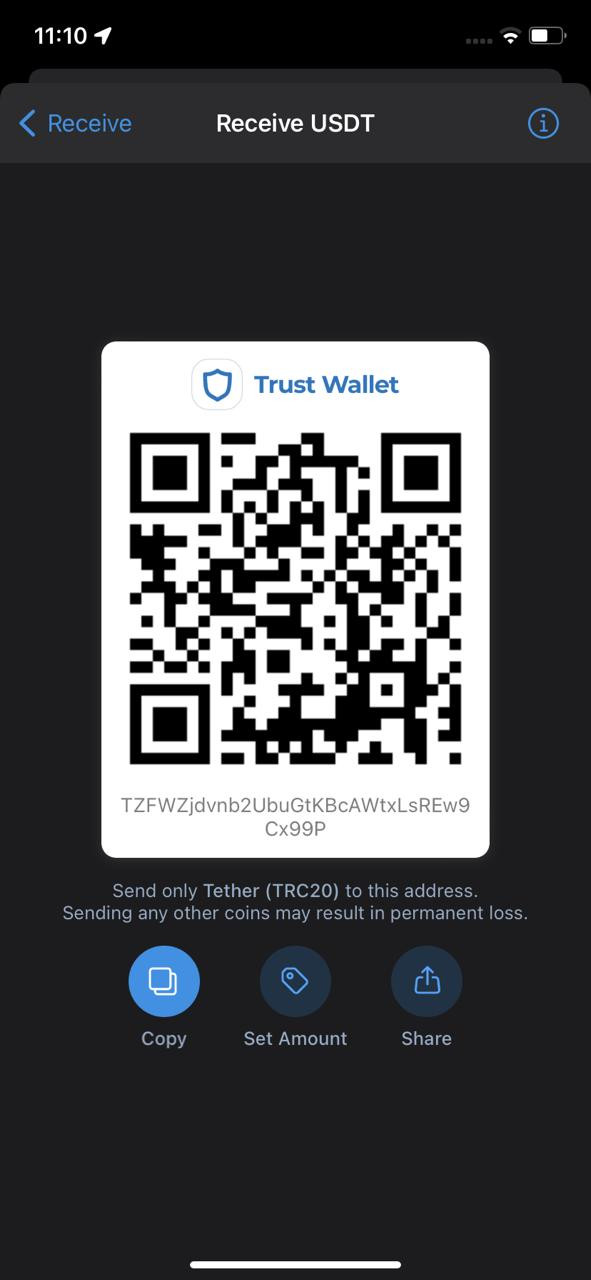 11:10
Receive
Receive USDT
Trust Wallet
TZFWZjdvnb2UbuGtKBcAWtxLsREw9
Cx99P
Send only Tether (TRC20) to this address.
Sending any other coins may result in permanent loss.
Copy
Set Amount
Share